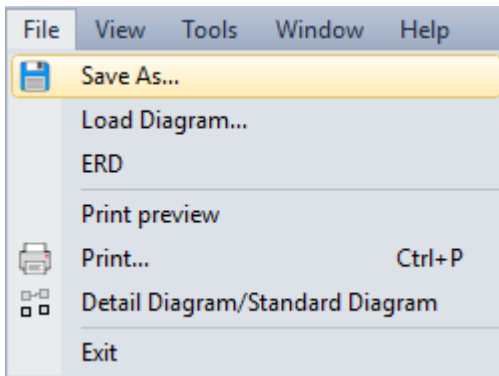 File View Tools Window Help
Save As...
Load Diagram...
ERD
Print preview
Print... Ctrl+P
Detail Diagram/Standard Diagram
Exit